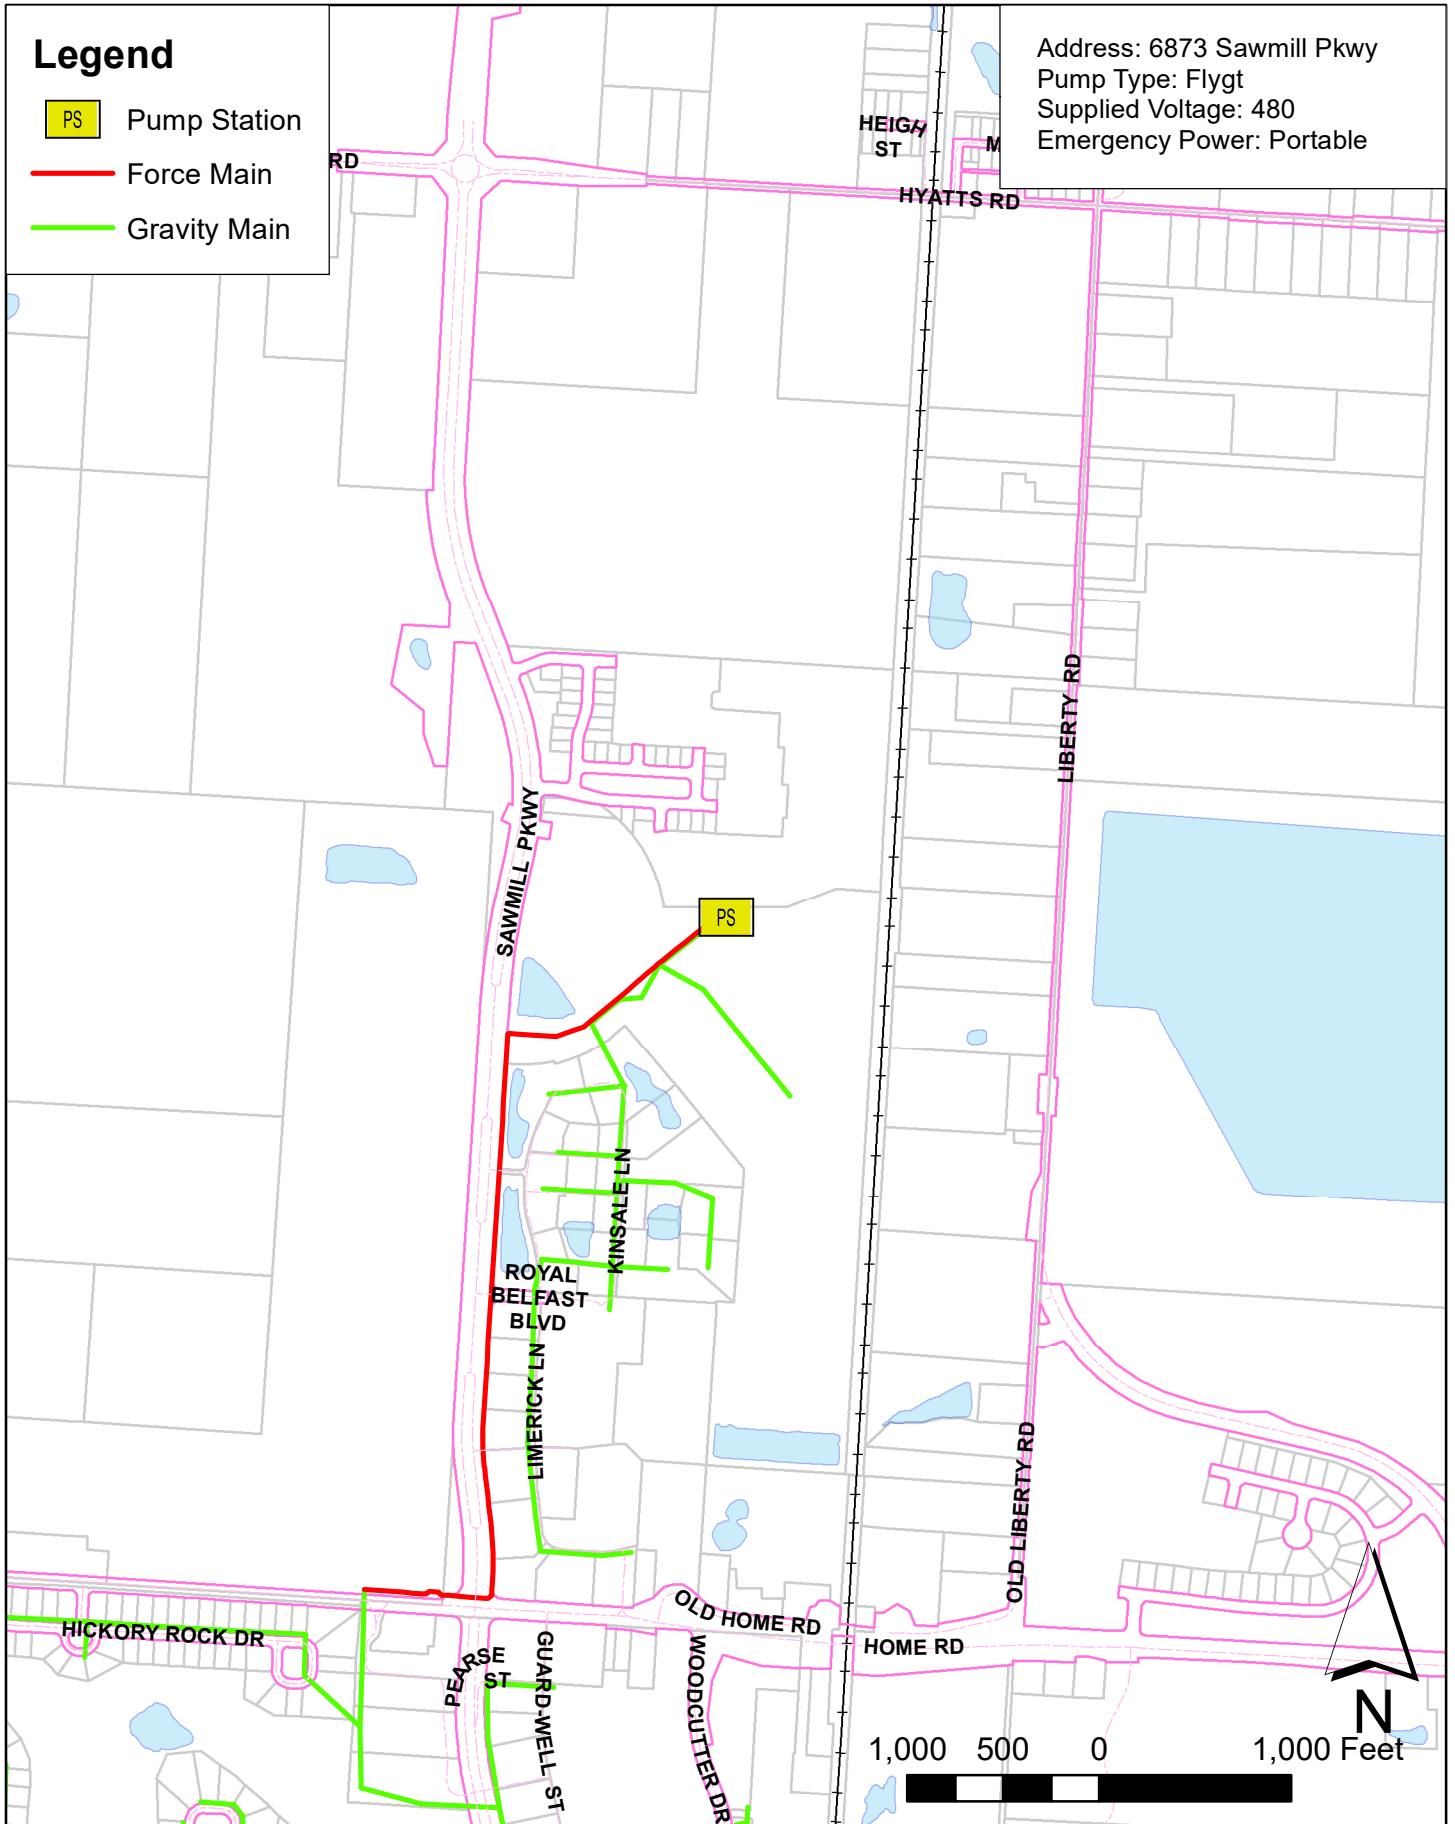 Legend
PS Pump Station
Force Main
Gravity Main
Address: 6873 Sawmill Pkwy
Pump Type: Flygt
Supplied Voltage: 480
Emergency Power: Portable
RD
HEIGH
ST
M
HYATTS RD
LIBERTY RD
SAWMILL PKWY
PS
KINSALE LN
ROYAL
BELFAST
BLVD
LIMERICK LN
OLD LIBERTY RD
OLD HOME RD
HICKORY ROCK DR
HOME RD
PEARSE
ST
GUARD-WELL ST
WOODCUTTER DR
N
1,000 500 0 1,000 Feet